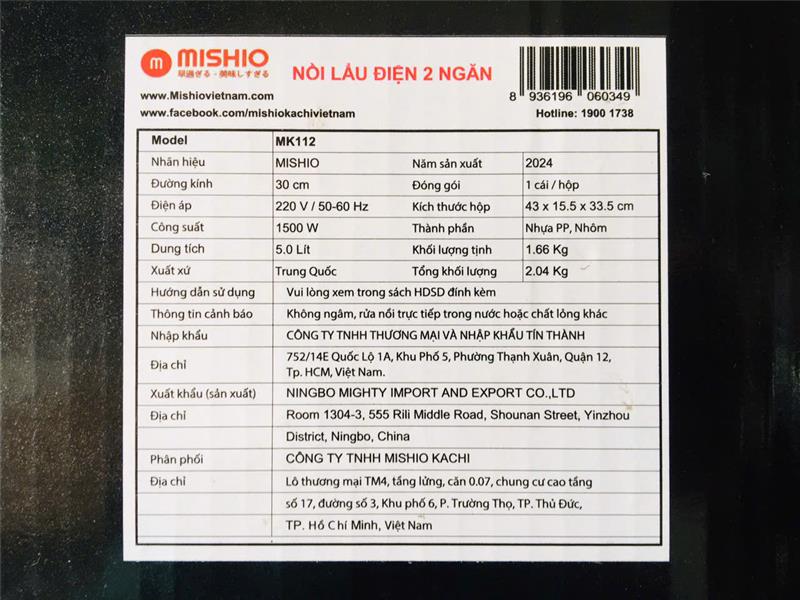 m MISHIO
早過ぎる・美味しすぎる
NỒI LẨU ĐIỆN 2 NGĂN
www.Mishiovietnam.com
www.facebook.com/mishiokachivietnam
8 936196 060349
Hotline: 1900 1738
Model MK112
Nhãn hiệu MISHIO Năm sản xuất 2024
Đường kính 30 cm Đóng gói 1 cái / hộp
Điện áp 220 V / 50-60 Hz Kích thước hộp 43 x 15.5 x 33.5 cm
Công suất 1500 W Thành phần Nhựa PP, Nhôm
Dung tích 5.0 Lít Khối lượng tịnh 1.66 Kg
Xuất xứ Trung Quốc Tổng khối lượng 2.04 Kg
Hướng dẫn sử dụng Vui lòng xem trong sách HDSD đính kèm
Thông tin cảnh báo Không ngâm, rửa nồi trực tiếp trong nước hoặc chất lỏng khác
Nhập khẩu CÔNG TY TNHH THƯƠNG MẠI VÀ NHẬP KHẨU TÍN THÀNH
Địa chỉ 752/14E Quốc Lộ 1A, Khu Phố 5, Phường Thạnh Xuân, Quận 12,
Tp. HCM, Việt Nam.
Xuất khẩu (sản xuất) NINGBO MIGHTY IMPORT AND EXPORT CO.,LTD
Địa chỉ Room 1304-3, 555 Rili Middle Road, Shounan Street, Yinzhou
District, Ningbo, China
Phân phối CÔNG TY TNHH MISHIO KACHI
Địa chỉ Lô thương mại TM4, tầng lửng, căn 0.07, chung cư cao tầng
số 17, đường số 3, Khu phố 6, P. Trường Thọ, TP. Thủ Đức,
TP. Hồ Chí Minh, Việt Nam